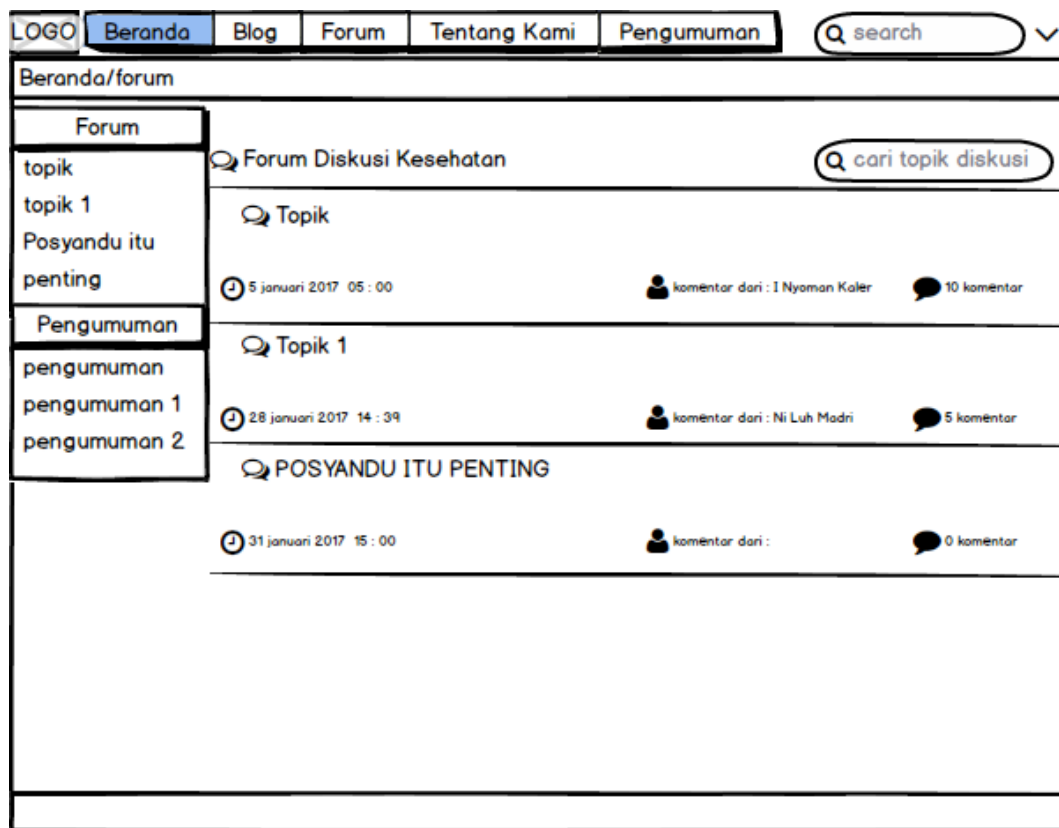 LOGO Beranda Blog Forum Tentang Kami Pengumuman search
Beranda/forum
Forum
topik
topik 1
Posyandu itu
penting
Pengumuman
pengumuman
pengumuman 1
pengumuman 2
Forum Diskusi Kesehatan cari topik diskusi
Topik
5 januari 2017 05 : 00 komentar dari : I Nyoman Kaler 10 komentar
Topik 1
28 januari 2017 14 : 39 komentar dari : Ni Luh Madri 5 komentar
POSYANDU ITU PENTING
31 januari 2017 15 : 00 komentar dari : 0 komentar